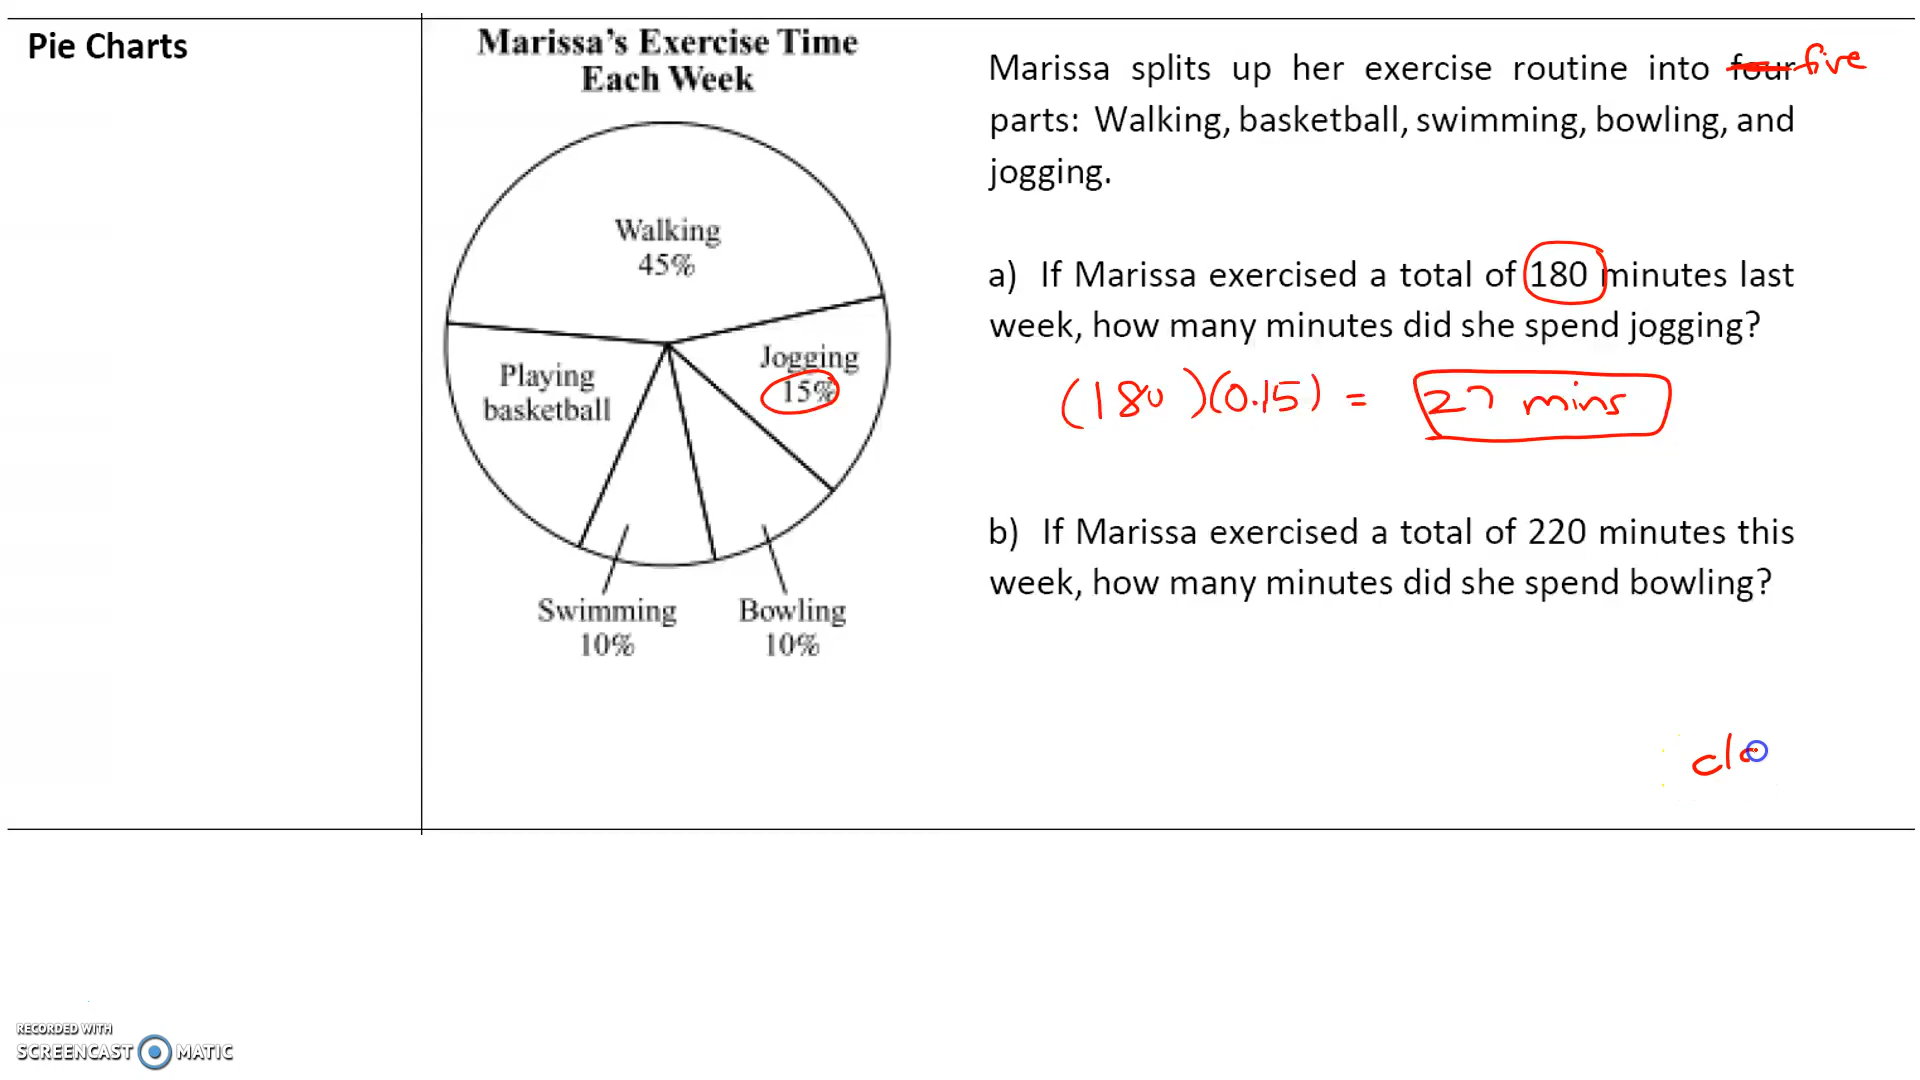 Pie Charts
Marissa's Exercise Time
Each Week
Walking
45%
Jogging
15%
Playing
basketball
Swimming
10%
Bowling
10%
Marissa splits up her exercise routine into four five
parts: Walking, basketball, swimming, bowling, and
jogging.
a) If Marissa exercised a total of 180 minutes last
week, how many minutes did she spend jogging?
(180)(0.15) = 27 mins
b) If Marissa exercised a total of 220 minutes this
week, how many minutes did she spend bowling?
RECORDED WITH
SCREENCAST MATIC